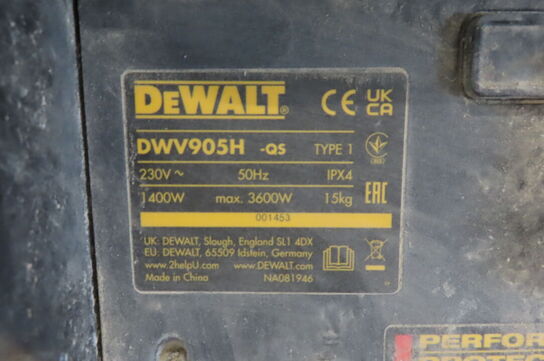 DEWALT®
CE UK CA
DWV905H -QS TYPE 1
230V ~ 50Hz IPX4
1400W max. 3600W 15kg EAC
001453
UK: DEWALT, Slough, England SL1 4DX
EU: DEWALT, 65509 Idstein, Germany
www.2helpU.com www.DEWALT.com
Made in China NA081946
PERFOR